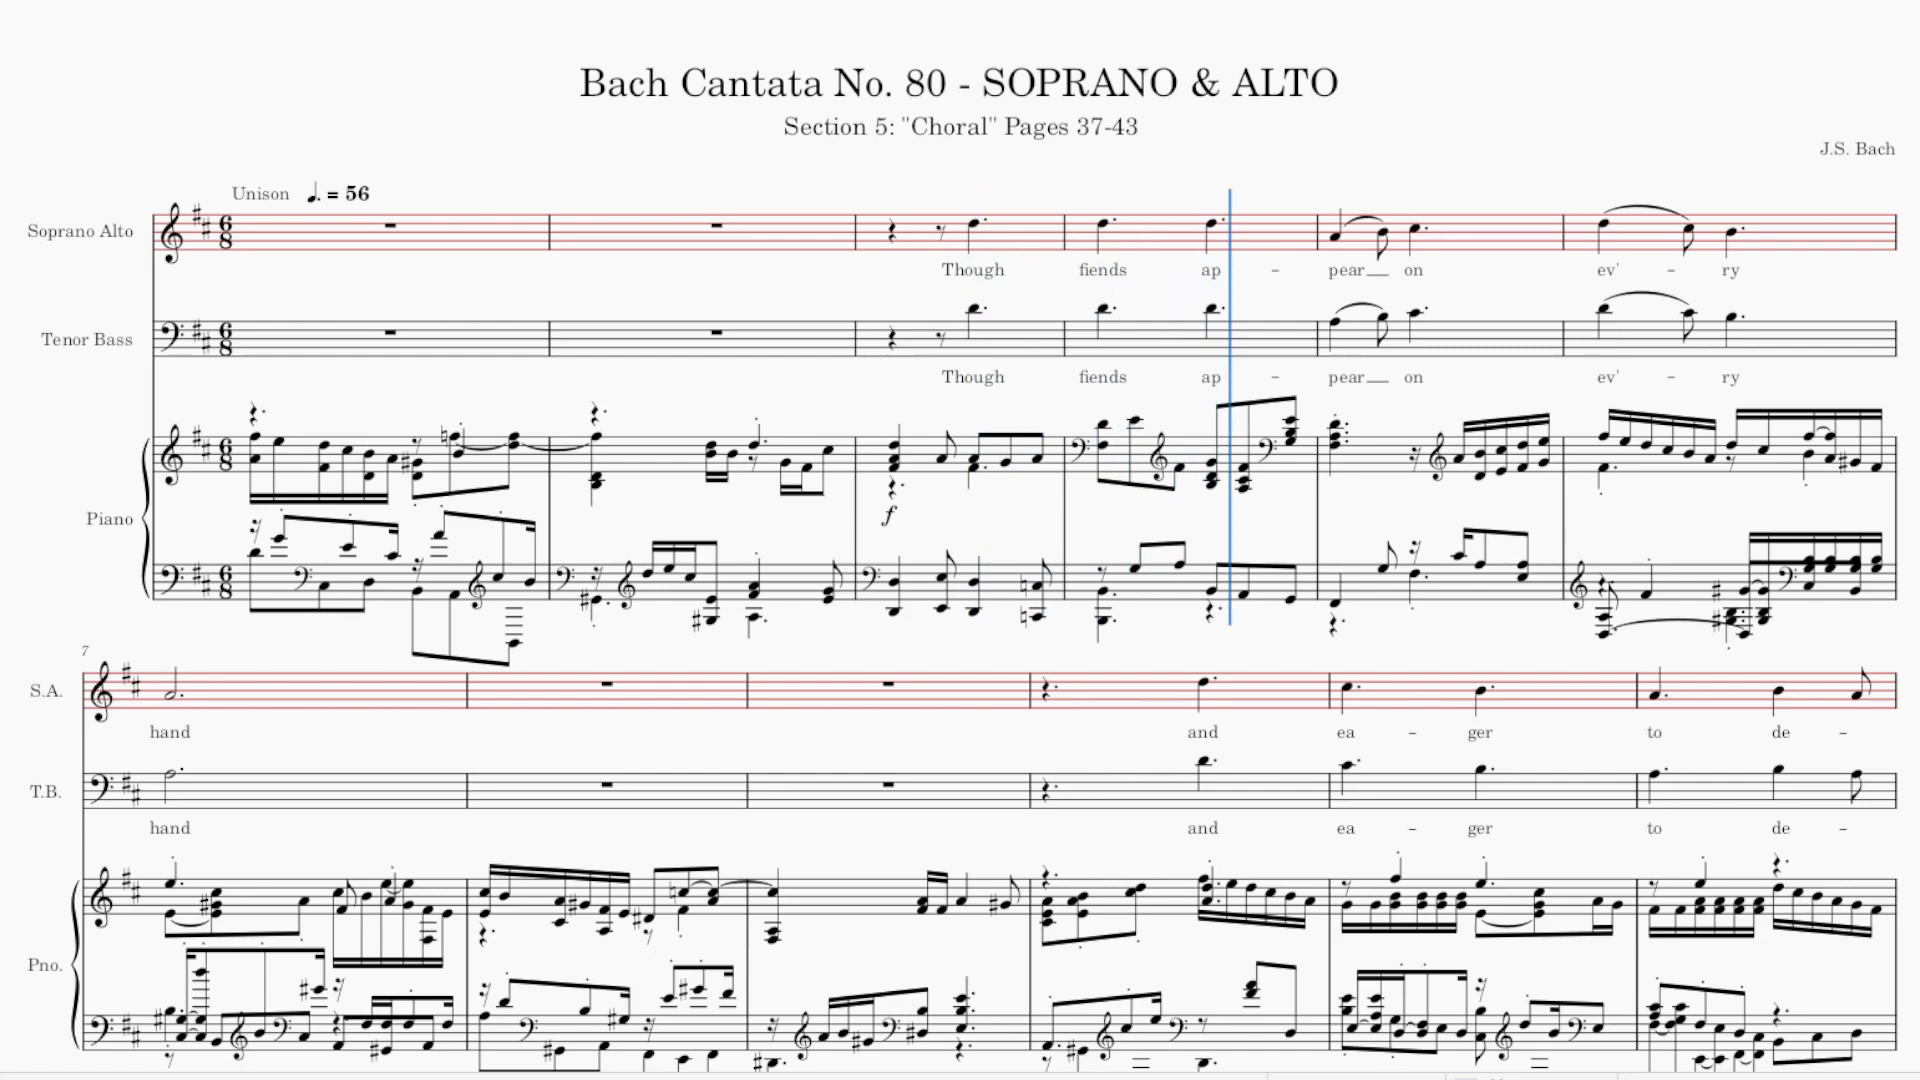 Bach Cantata No. 80 - SOPRANO & ALTO
Section 5: "Choral" Pages 37-43
J.S. Bach
Unison ♩. = 56
Soprano Alto
Though fiends ap - pear on ev' - ry
Tenor Bass
Though fiends ap - pear on ev' - ry
Piano
f
7
S.A.
hand and ea - ger to de -
T.B.
hand and ea - ger to de -
Pno.